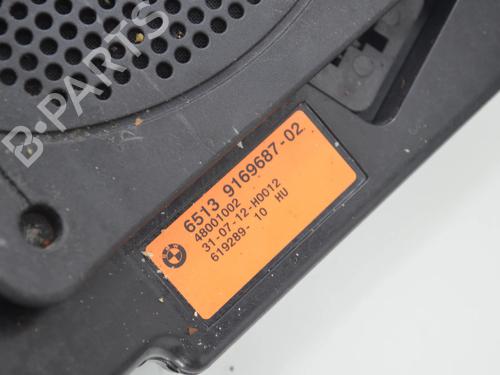 B-PARTS
6513 9169687-02
48001002
31-07-12-H0012
619289- 10 HU